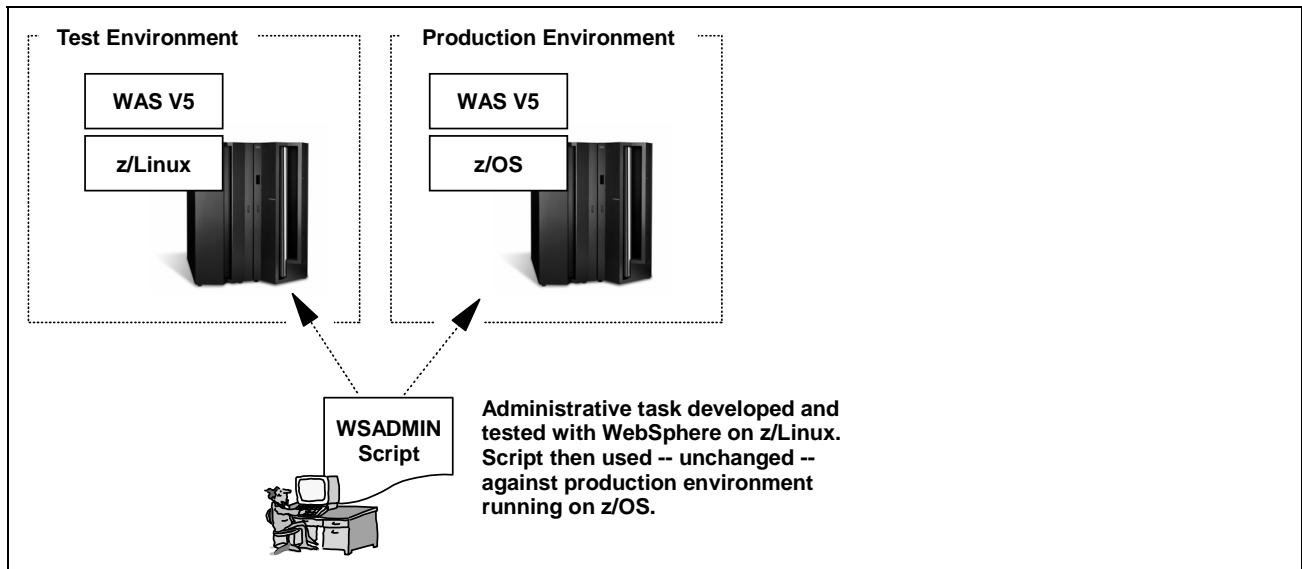 Test Environment
WAS V5
z/Linux
Production Environment
WAS V5
z/OS
WSADMIN
Script
Administrative task developed and
tested with WebSphere on z/Linux.
Script then used -- unchanged --
against production environment
running on z/OS.